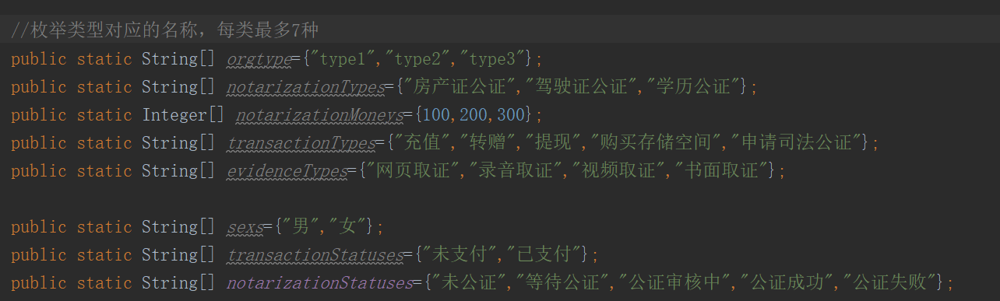 //枚举类型对应的名称，每类最多7种
public static String[] orgtype={"type1","type2","type3"};
public static String[] notarizationTypes={"房产证公证","驾驶证公证","学历公证"};
public static Integer[] notarizationMoneys={100,200,300};
public static String[] transactionTypes={"充值","转赠","提现","购买存储空间","申请司法公证"};
public static String[] evidenceTypes={"网页取证","录音取证","视频取证","书面取证"};
public static String[] sexs={"男","女"};
public static String[] transactionStatuses={"未支付","已支付"};
public static String[] notarizationStatuses={"未公证","等待公证","公证审核中","公证成功","公证失败"};